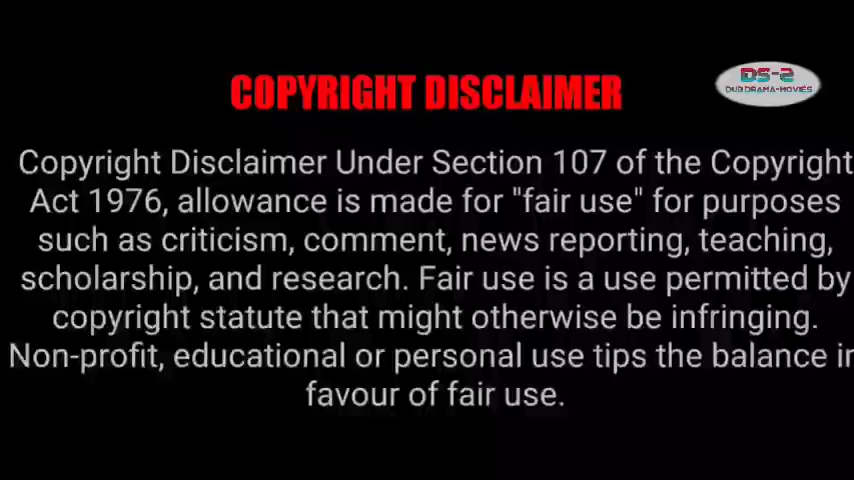 COPYRIGHT DISCLAIMER
DS-2
DUB DRAMA-MOVIES
Copyright Disclaimer Under Section 107 of the Copyright
Act 1976, allowance is made for "fair use" for purposes
such as criticism, comment, news reporting, teaching,
scholarship, and research. Fair use is a use permitted by
copyright statute that might otherwise be infringing.
Non-profit, educational or personal use tips the balance in
favour of fair use.